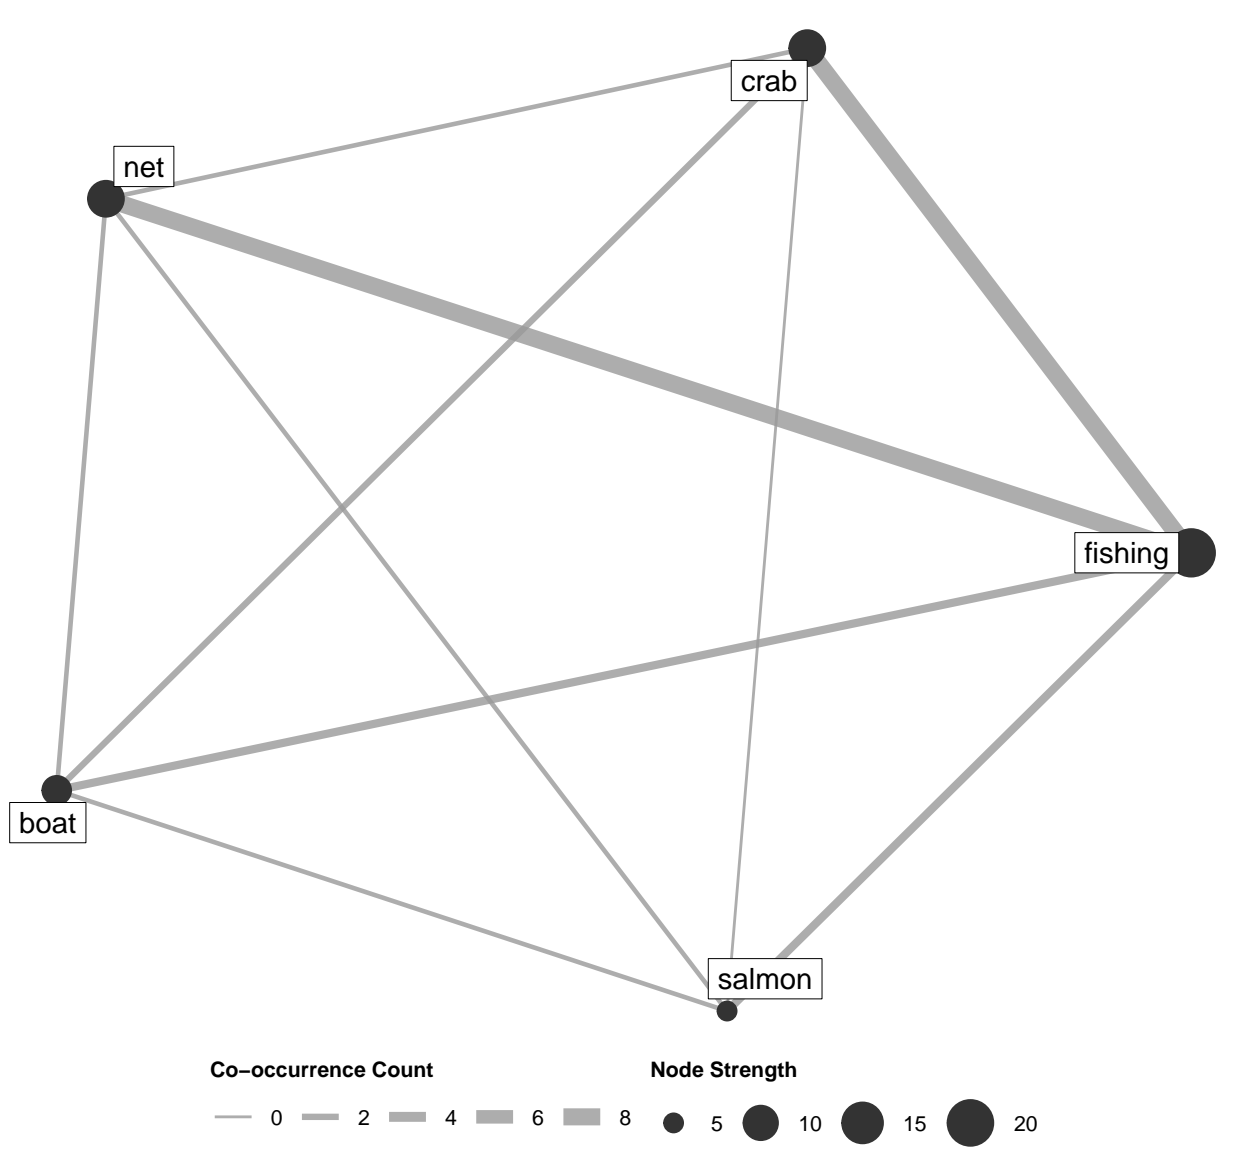 crab
net
fishing
boat
salmon
Co−occurrence Count
Node Strength
0 2 4 6 8
5 10 15 20